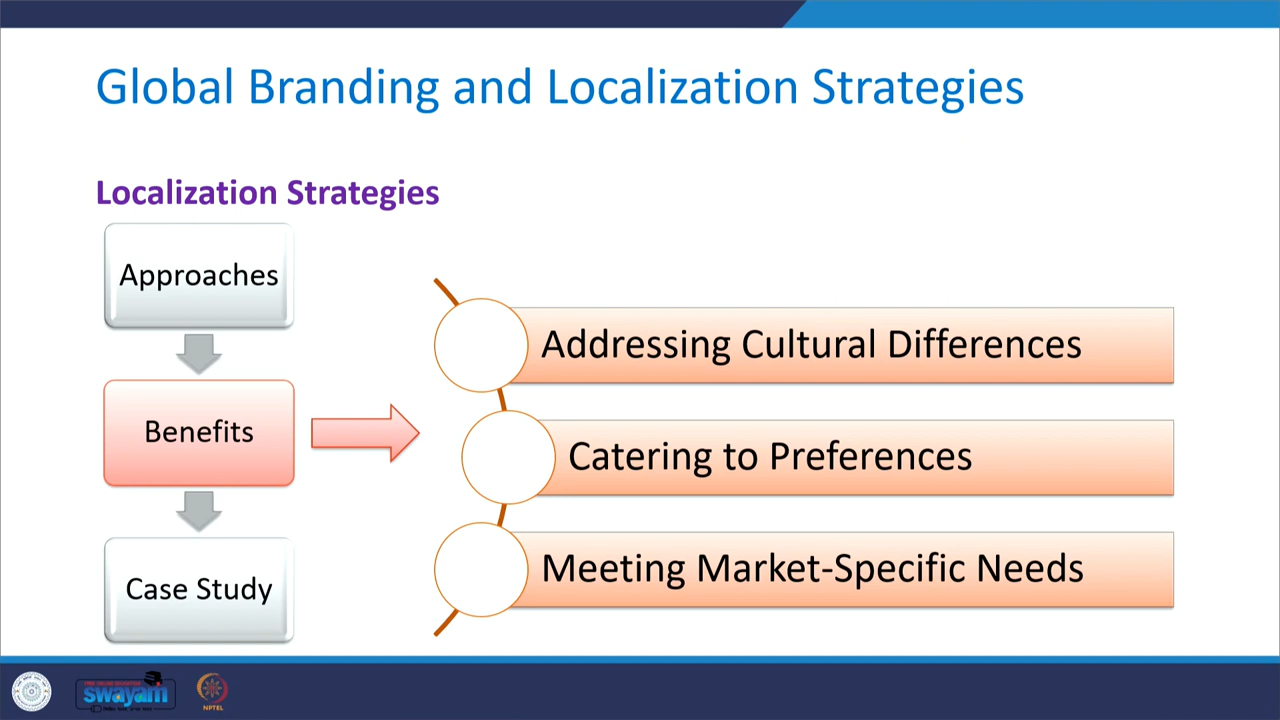 Global Branding and Localization Strategies
Localization Strategies
Approaches
Benefits
Case Study
Addressing Cultural Differences
Catering to Preferences
Meeting Market-Specific Needs
swayam
NPTEL